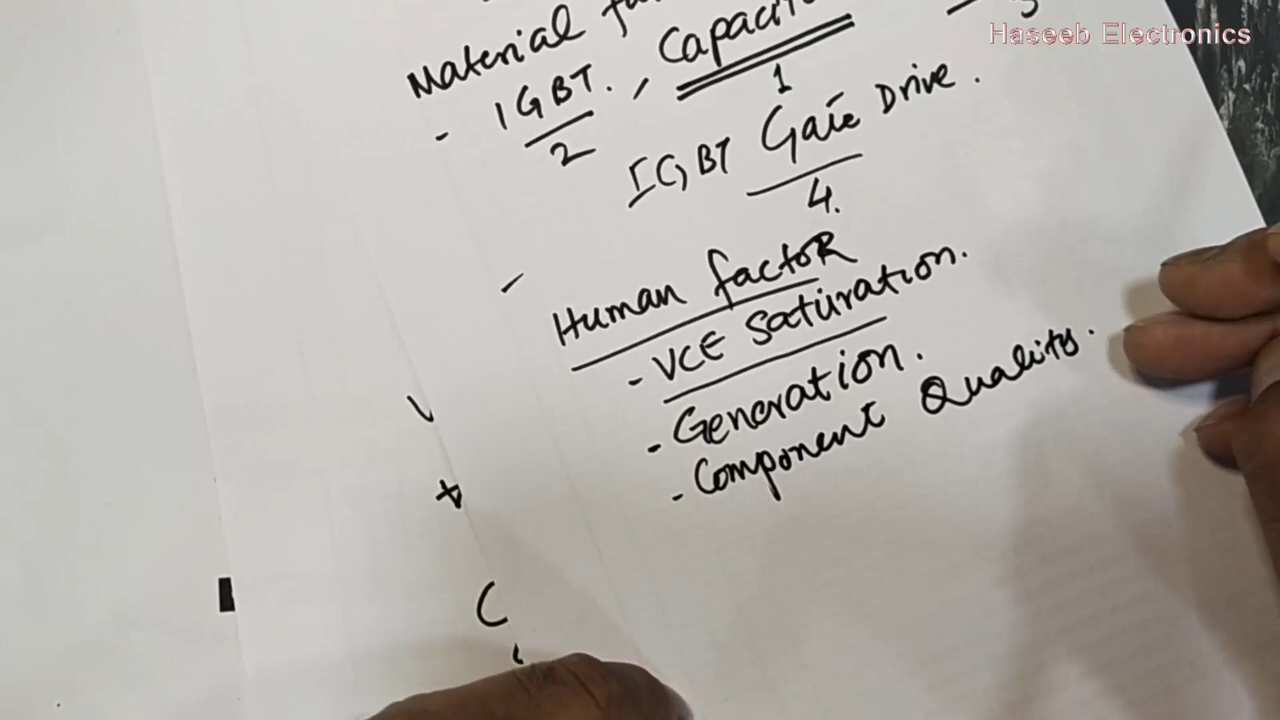 Haseeb Electronics
Material
- IGBT. , Capacit
2
1
IGBT Gate Drive.
4.
Human factor
- VCE saturation.
- Generation.
- Component Quality.
C